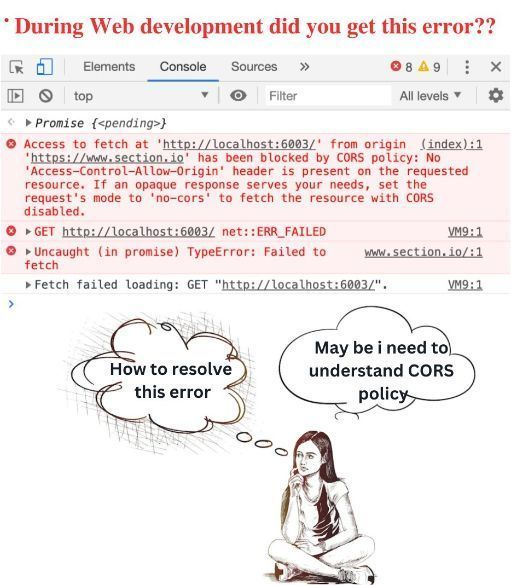 During Web development did you get this error??
Elements Console Sources » 8 9
top Filter All levels
Promise {<pending>}
Access to fetch at 'http://localhost:6003/' from origin (index):1
'https://www.section.io' has been blocked by CORS policy: No
'Access-Control-Allow-Origin' header is present on the requested
resource. If an opaque response serves your needs, set the
request's mode to 'no-cors' to fetch the resource with CORS
disabled.
GET http://localhost:6003/ net::ERR_FAILED VM9:1
Uncaught (in promise) TypeError: Failed to www.section.io/:1
fetch
Fetch failed loading: GET "http://localhost:6003/". VM9:1
How to resolve
this error
May be i need to
understand CORS
policy